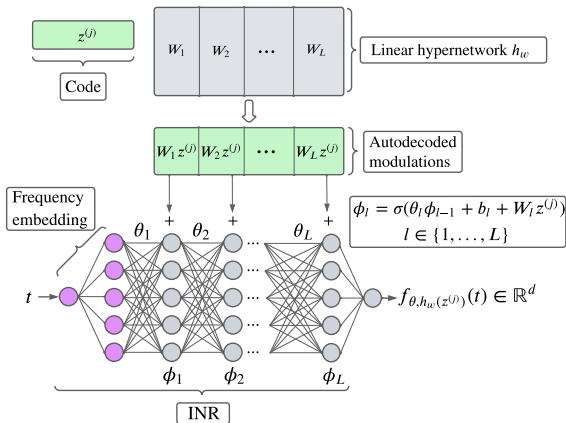 z^{(j)}
Code
W_1 W_2 ••• W_L
Linear hypernetwork h_w
W_1 z^{(j)} W_2 z^{(j)} ••• W_L z^{(j)}
Autodecoded
modulations
Frequency
embedding
+ + +
θ_1 θ_2 θ_L
ϕ_l = σ(θ_l ϕ_{l−1} + b_l + W_l z^{(j)})
l ∈ {1, . . . , L}
...
...
t
f_{θ,h_w(z^{(j)})}(t) ∈ ℝ^d
...
...
...
ϕ_1 ϕ_2 ϕ_L
INR